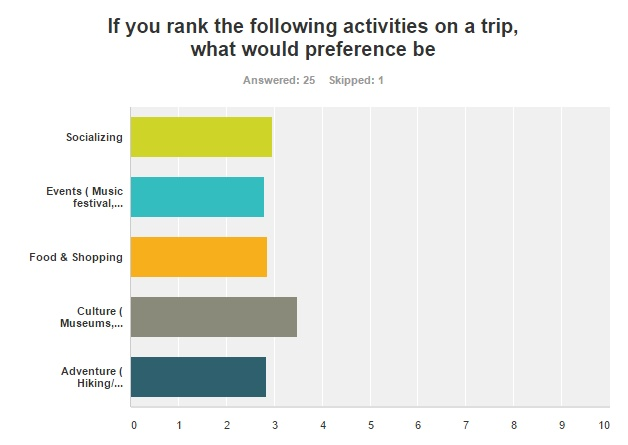 If you rank the following activities on a trip,
what would preference be
Answered: 25 Skipped: 1
Socializing
Events ( Music
festival,...
Food & Shopping
Culture (
Museums,...
Adventure (
Hiking/...
0 1 2 3 4 5 6 7 8 9 10